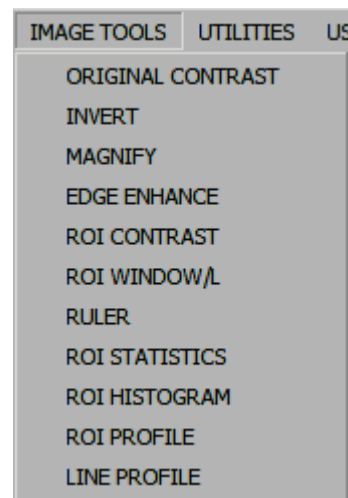 IMAGE TOOLS UTILITIES
ORIGINAL CONTRAST
INVERT
MAGNIFY
EDGE ENHANCE
ROI CONTRAST
ROI WINDOW/L
RULER
ROI STATISTICS
ROI HISTOGRAM
ROI PROFILE
LINE PROFILE